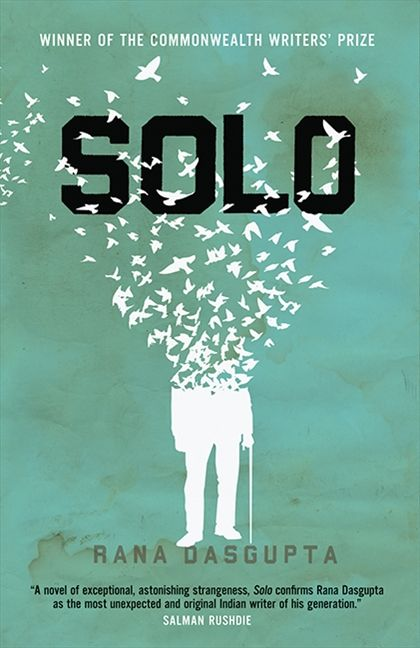 WINNER OF THE COMMONWEALTH WRITERS' PRIZE
SOLO
RANA DASGUPTA
“A novel of exceptional, astonishing strangeness, Solo confirms Rana Dasgupta
as the most unexpected and original Indian writer of his generation.”
SALMAN RUSHDIE